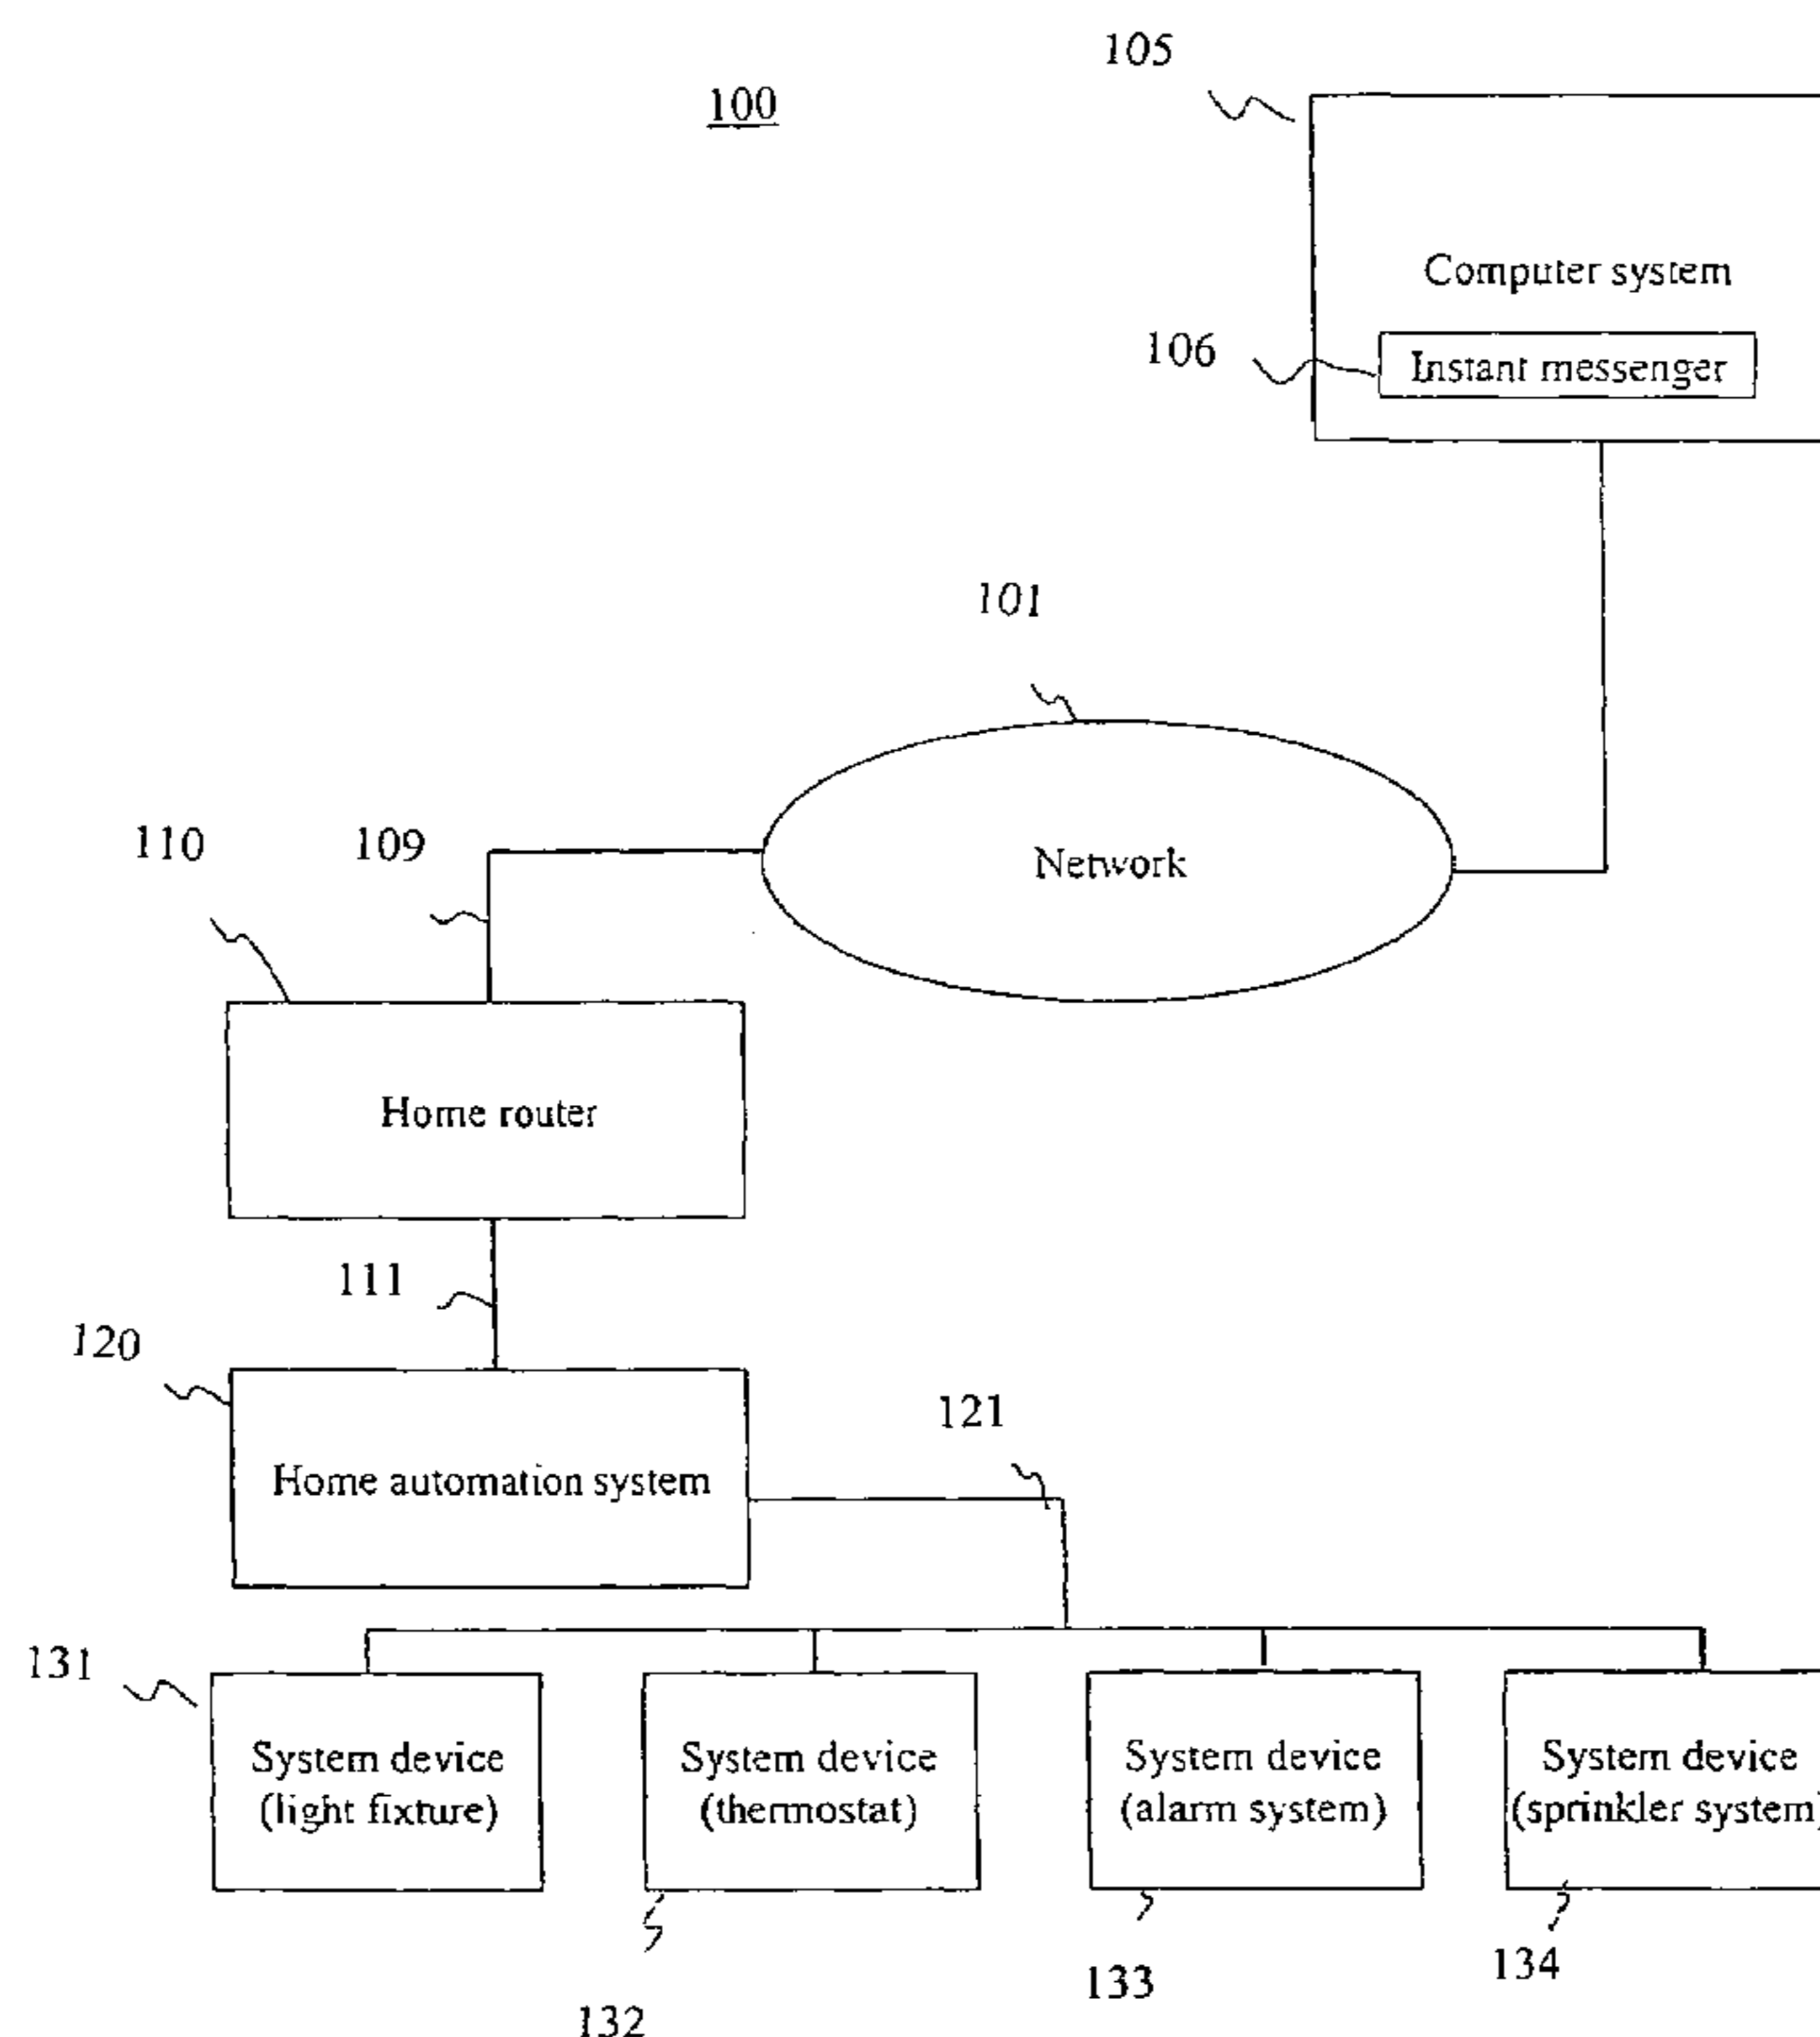 105
100
Computer system
106
Instant messenger
101
110
109
Network
Home router
111
120
121
Home automation system
131
System device
(light fixture)
System device
(thermostat)
System device
(alarm system)
System device
(sprinkler system)
132
133
134